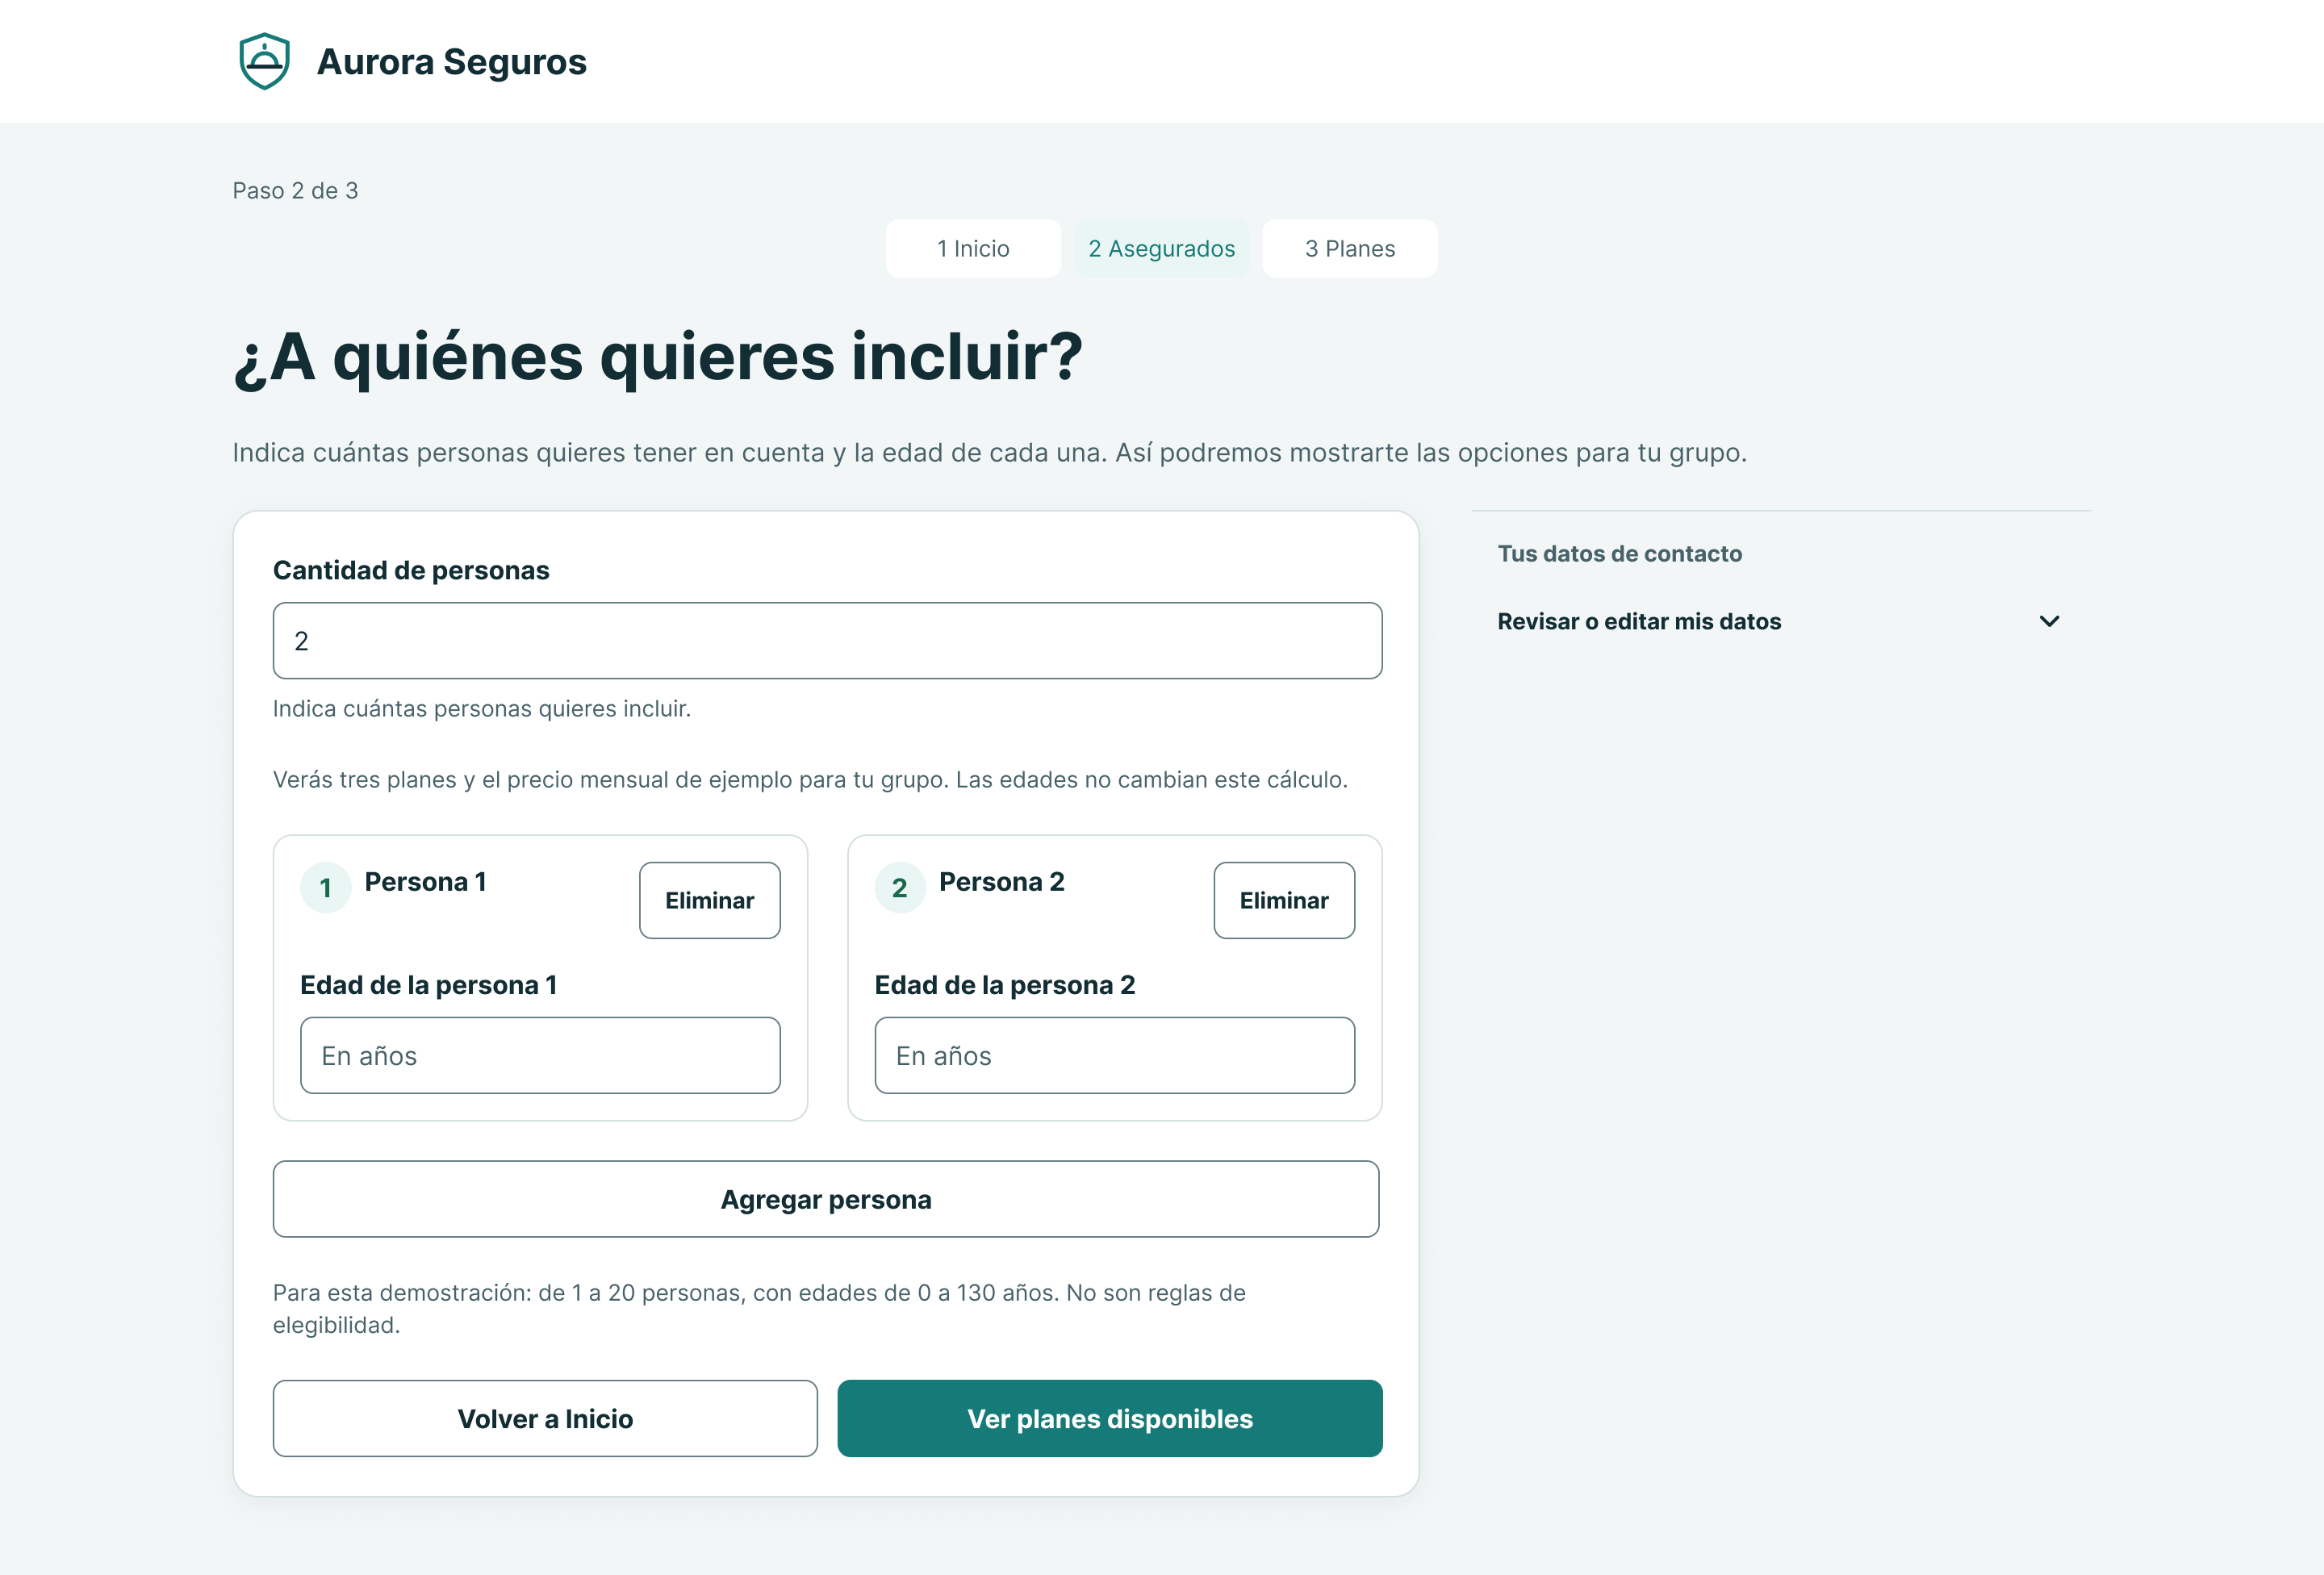 Aurora Seguros
Paso 2 de 3
1 Inicio
2 Asegurados
3 Planes
¿A quiénes quieres incluir?
Indica cuántas personas quieres tener en cuenta y la edad de cada una. Así podremos mostrarte las opciones para tu grupo.
Cantidad de personas
2
Indica cuántas personas quieres incluir.
Verás tres planes y el precio mensual de ejemplo para tu grupo. Las edades no cambian este cálculo.
1 Persona 1
Eliminar
Edad de la persona 1
En años
2 Persona 2
Eliminar
Edad de la persona 2
En años
Agregar persona
Para esta demostración: de 1 a 20 personas, con edades de 0 a 130 años. No son reglas de
elegibilidad.
Volver a Inicio
Ver planes disponibles
Tus datos de contacto
Revisar o editar mis datos